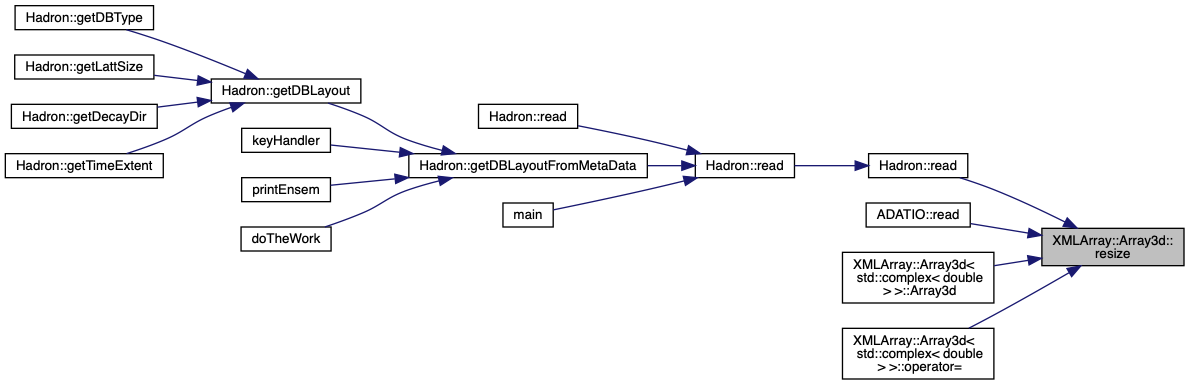 Hadron::getDBType
Hadron::getLattSize
Hadron::getDecayDir
Hadron::getTimeExtent
Hadron::getDBLayout
keyHandler
printEnsem
doTheWork
Hadron::getDBLayoutFromMetaData
Hadron::read
main
Hadron::read
Hadron::read
ADATIO::read
XMLArray::Array3d<
std::complex< double
> >::Array3d
XMLArray::Array3d<
std::complex< double
> >::operator=
XMLArray::Array3d::
resize